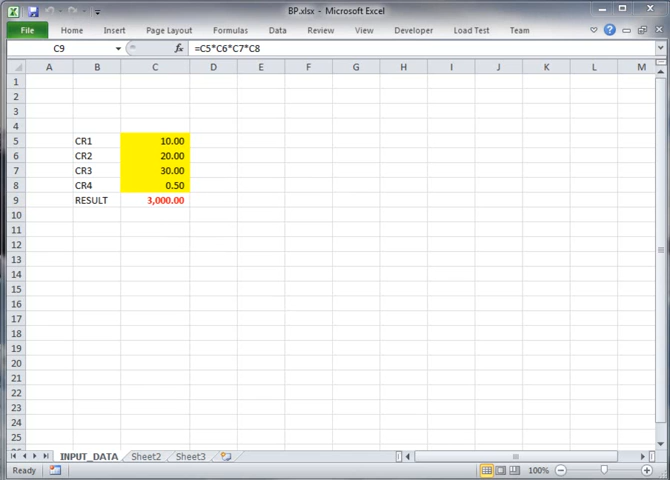 BP.xlsx - Microsoft Excel
File Home Insert Page Layout Formulas Data Review View Developer Load Test Team
C9 fx =C5*C6*C7*C8
A B C D E F G H I J K L M
1
2
3
4
5 CR1 10.00
6 CR2 20.00
7 CR3 30.00
8 CR4 0.50
9 RESULT 3,000.00
10
11
12
13
14
15
16
17
18
19
20
21
22
23
24
25
INPUT_DATA Sheet2 Sheet3
Ready 100%